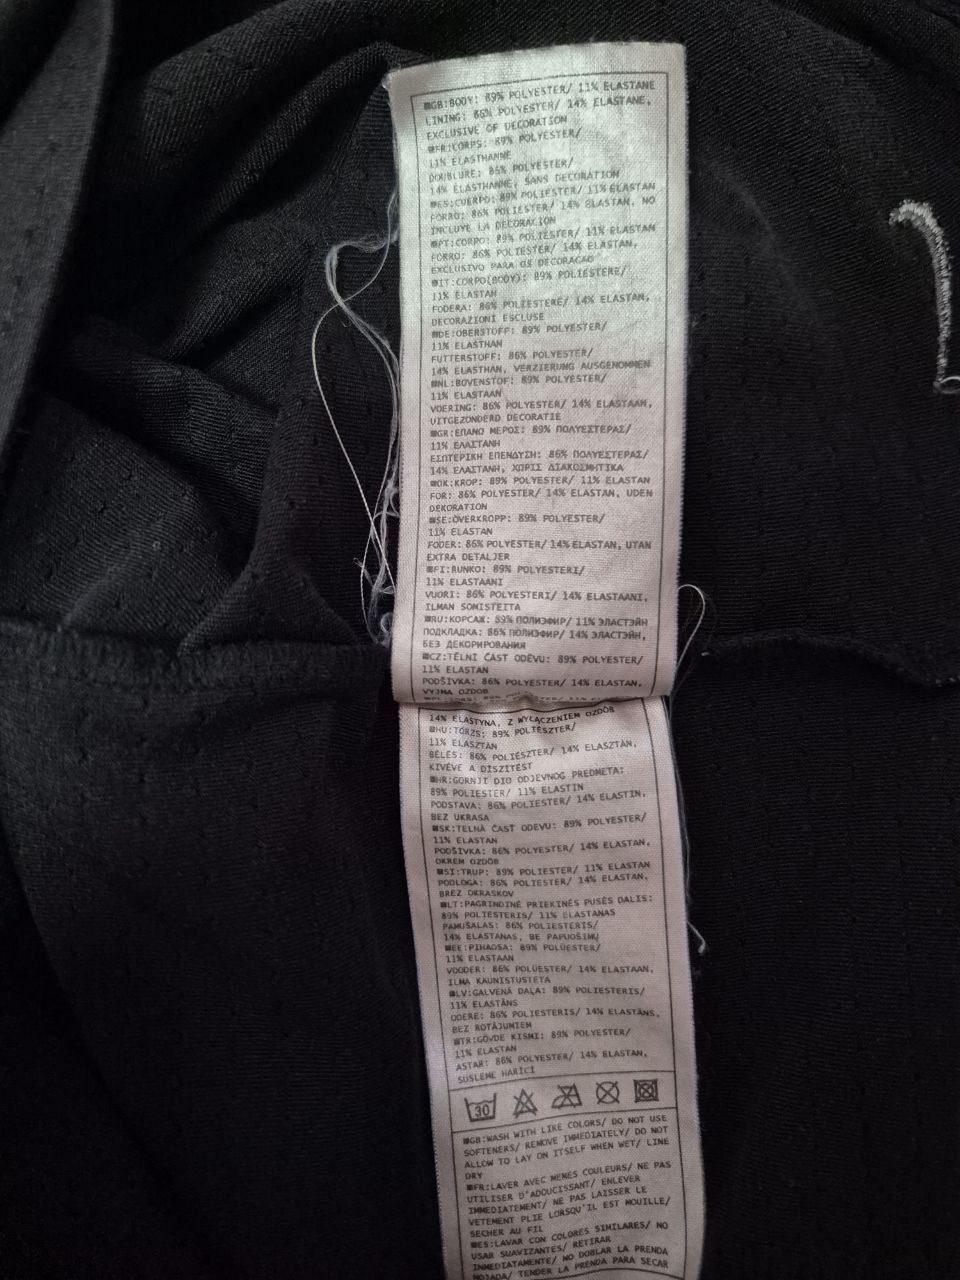 ■GB:BODY: 89% POLYESTER/ 11% ELASTANE
LINING: 86% POLYESTER/ 14% ELASTANE,
EXCLUSIVE OF DECORATION
■FR:CORPS: 89% POLYESTER/
11% ELASTHANNE
DOUBLURE: 86% POLYESTER/
14% ELASTHANNE, SANS DECORATION
■ES:CUERPO: 89% POLIESTER/ 11% ELASTAN
FORRO: 86% POLIESTER/ 14% ELASTAN, NO
INCLUYE LA DECORACION
■PT:CORPO: 89% POLIESTER/ 11% ELASTAN
FORRO: 86% POLIESTER/ 14% ELASTAN,
EXCLUSIVO PARA OS DECORACAO
■IT:CORPO(BODY): 89% POLIESTERE/
11% ELASTAN
FODERA: 86% POLIESTERE/ 14% ELASTAN,
DECORAZIONI ESCLUSE
■DE:OBERSTOFF: 89% POLYESTER/
11% ELASTHAN
FUTTERSTOFF: 86% POLYESTER/
14% ELASTHAN, VERZIERUNG AUSGENOMMEN
■NL:BOVENSTOF: 89% POLYESTER/
11% ELASTAAN
VOERING: 86% POLYESTER/ 14% ELASTAAN,
UITGEZONDERD DECORATIE
■GR:ΕΠΑΝΩ ΜΕΡΟΣ: 89% ΠΟΛΥΕΣΤΕΡΑΣ/
11% ΕΛΑΣΤΑΝΗ
ΕΣΩΤΕΡΙΚΗ ΕΠΕΝΔΥΣΗ: 86% ΠΟΛΥΕΣΤΕΡΑΣ/
14% ΕΛΑΣΤΑΝΗ, ΧΩΡΙΣ ΔΙΑΚΟΣΜΗΤΙΚΑ
■DK:KROP: 89% POLYESTER/ 11% ELASTAN
FOR: 86% POLYESTER/ 14% ELASTAN, UDEN
DEKORATION
■SE:ÖVERKROPP: 89% POLYESTER/
11% ELASTAN
FODER: 86% POLYESTER/ 14% ELASTAN, UTAN
EXTRA DETALJER
■FI:RUNKO: 89% POLYESTERI/
11% ELASTAANI
VUORI: 86% POLYESTERI/ 14% ELASTAANI,
ILMAN SOMISTEITA
■RU:КОРСАЖ: 89% ПОЛИЭФИР/ 11% ЭЛАСТЭЙН
ПОДКЛАДКА: 86% ПОЛИЭФИР/ 14% ЭЛАСТЭЙН,
БЕЗ ДЕКОРИРОВАНИЯ
■CZ:TĚLNÍ ČÁST ODĚVU: 89% POLYESTER/
11% ELASTAN
PODŠÍVKA: 86% POLYESTER/ 14% ELASTAN,
VYJMA OZDOB
14% ELASTYNA, Z WYŁĄCZENIEM OZDÓB
■HU:TÖRZS: 89% POLIÉSZTER/
11% ELASZTÁN
BÉLÉS: 86% POLIÉSZTER/ 14% ELASZTÁN,
KIVÉVE A DÍSZÍTÉST
■HR:GORNJI DIO ODJEVNOG PREDMETA:
89% POLIESTER/ 11% ELASTIN
PODSTAVA: 86% POLIESTER/ 14% ELASTIN,
BEZ UKRASA
■SK:TELNÁ ČASŤ ODEVU: 89% POLYESTER/
11% ELASTAN
PODŠÍVKA: 86% POLYESTER/ 14% ELASTAN,
OKREM OZDÔB
■SI:TRUP: 89% POLIESTER/ 11% ELASTAN
PODLOGA: 86% POLIESTER/ 14% ELASTAN,
BREZ OKRASKOV
■LT:PAGRINDINĖ PRIEKINĖS PUSĖS DALIS:
89% POLIESTERIS/ 11% ELASTANAS
PAMUŠALAS: 86% POLIESTERIS/
14% ELASTANAS, BE PAPUOŠIMŲ
■EE:PIHAOSA: 89% POLÜESTER/
11% ELASTAAN
VOODER: 86% POLÜESTER/ 14% ELASTAAN,
ILMA KAUNISTUSTETA
■LV:GALVENĀ DAĻA: 89% POLIESTERIS/
11% ELASTĀNS
ODERE: 86% POLIESTERIS/ 14% ELASTĀNS,
BEZ ROTĀJUMIEM
■TR:GÖVDE KISMI: 89% POLYESTER/
11% ELASTAN
ASTAR: 86% POLYESTER/ 14% ELASTAN,
SÜSLEME HARİCİ
30
■GB:WASH WITH LIKE COLORS/ DO NOT USE
SOFTENERS/ REMOVE IMMEDIATELY/ DO NOT
ALLOW TO LAY ON ITSELF WHEN WET/ LINE
DRY
■FR:LAVER AVEC MEMES COULEURS/ NE PAS
UTILISER D'ADOUCISSANT/ ENLEVER
IMMEDIATEMENT/ NE PAS LAISSER LE
VETEMENT PLIE LORSQU'IL EST MOUILLE/
SECHER AU FIL
■ES:LAVAR CON COLORES SIMILARES/ NO
USAR SUAVIZANTES/ RETIRAR
INMEDIATAMENTE/ NO DOBLAR LA PRENDA
MOJADA/ TENDER LA PRENDA PARA SECAR